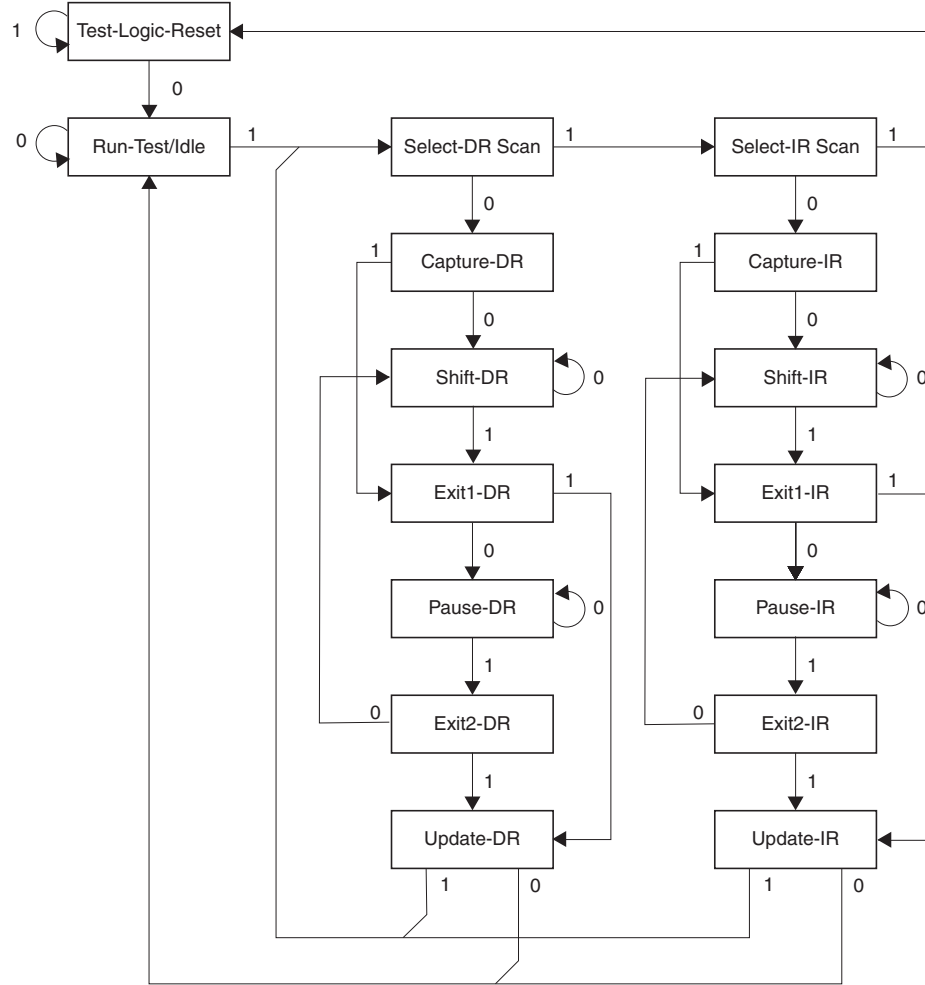 1 Test-Logic-Reset
0
0 Run-Test/Idle 1 Select-DR Scan 1 Select-IR Scan 1
0 0
1 Capture-DR 1 Capture-IR
0 0
Shift-DR 0 Shift-IR 0
1 1
Exit1-DR 1 Exit1-IR 1
0 0
Pause-DR 0 Pause-IR 0
1 1
0 Exit2-DR 0 Exit2-IR
1 1
Update-DR Update-IR
1 0 1 0